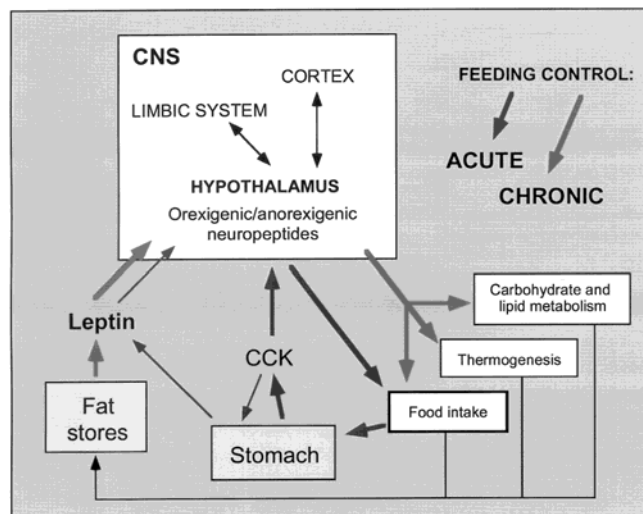 CNS
CORTEX
LIMBIC SYSTEM
HYPOTHALAMUS
Orexigenic/anorexigenic
neuropeptides
FEEDING CONTROL:
ACUTE
CHRONIC
Leptin
CCK
Fat
stores
Stomach
Carbohydrate and
lipid metabolism
Thermogenesis
Food intake